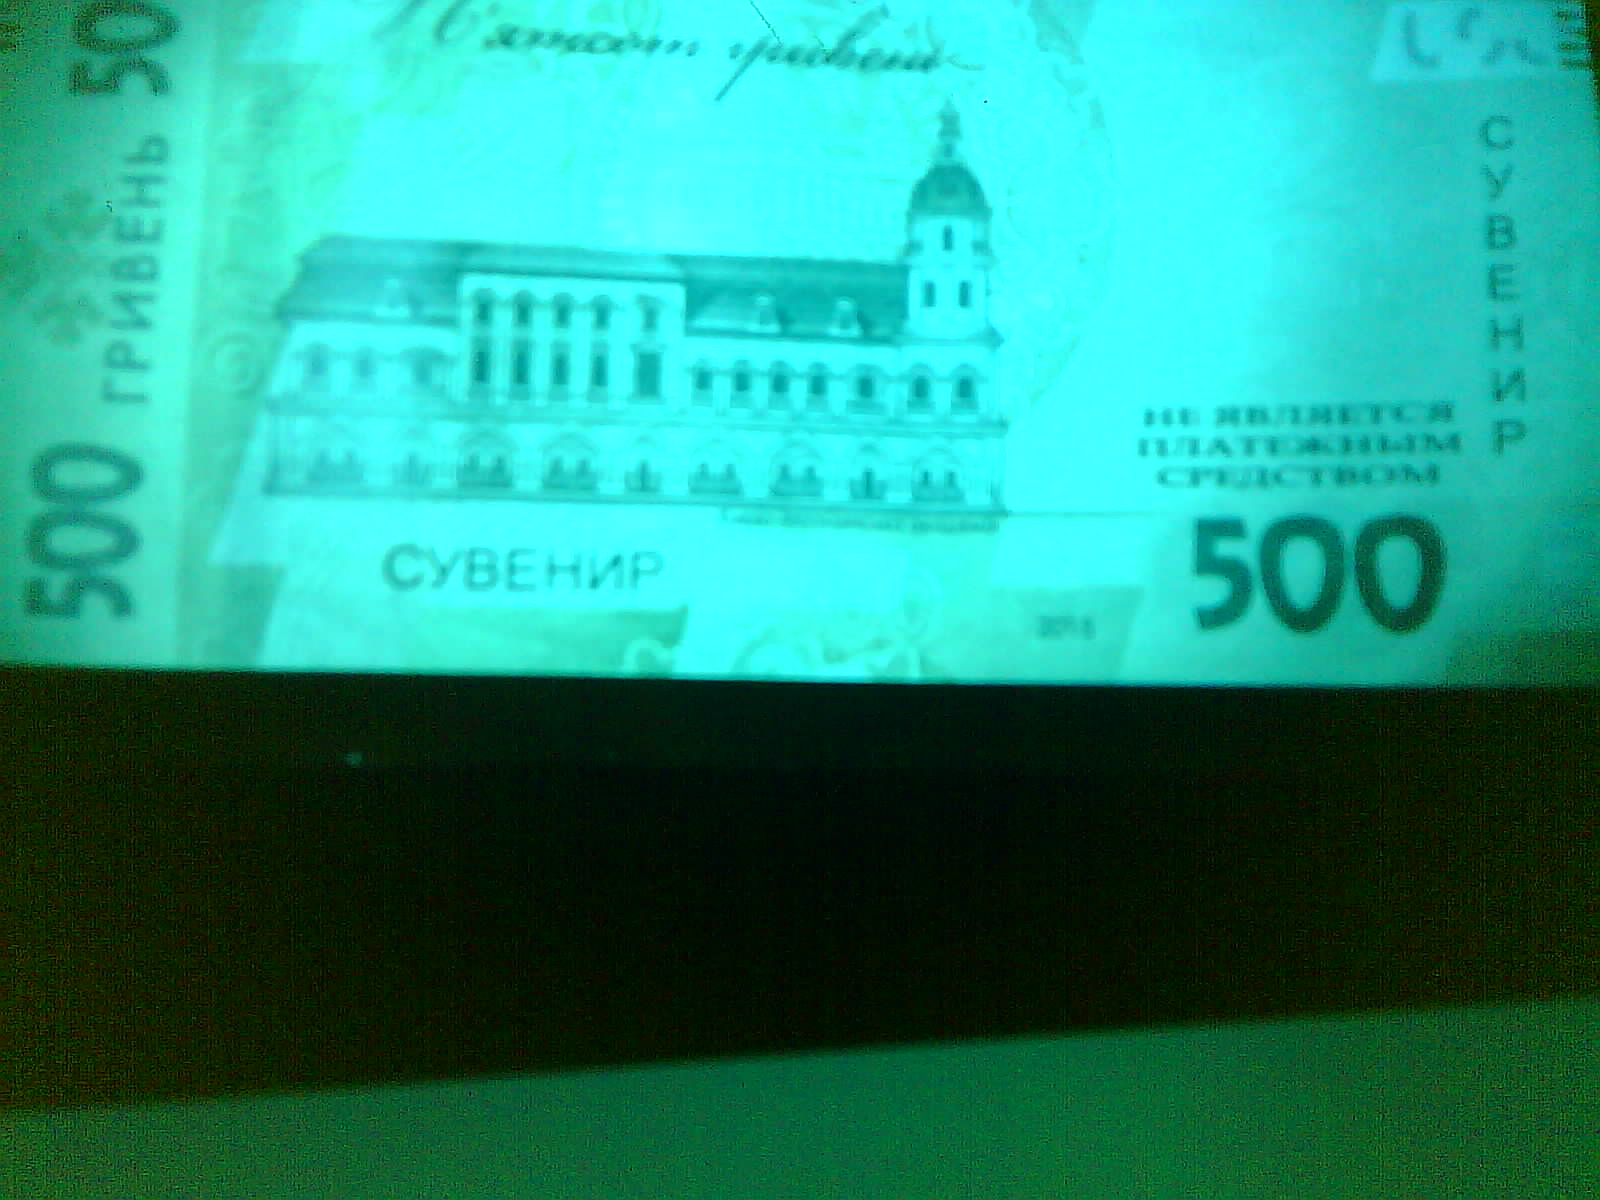 П'ятсот гривень
50
500 ГРИВЕНЬ
СУВЕНИР
НЕ ЯВЛЯЕТСЯ
ПЛАТЕЖНЫМ
СРЕДСТВОМ
СУВЕНИР
500